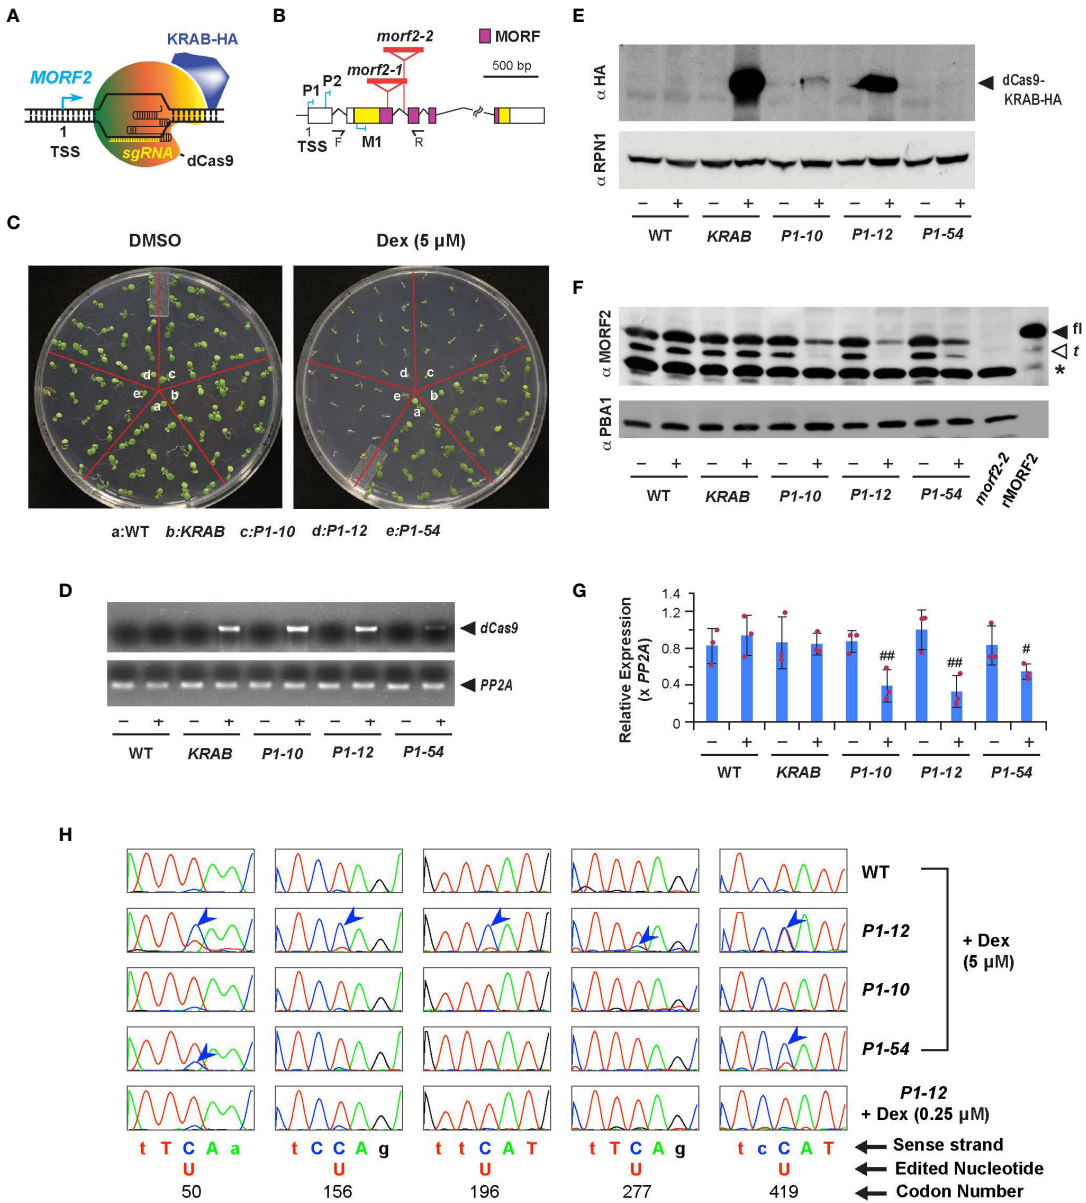 A
KRAB-HA
MORF2
1
TSS
sgRNA
dCas9
B
morf2-2
MORF
morf2-1
500 bp
P1
P2
1
TSS
F
M1
R
C
DMSO
Dex (5 µM)
d c
e b
a
d c
e b
a
a:WT b:KRAB c:P1-10 d:P1-12 e:P1-54
D
dCas9
PP2A
– + – + – + – + – +
WT KRAB P1-10 P1-12 P1-54
E
α HA
dCas9-
KRAB-HA
α RPN1
– + – + – + – + – +
WT KRAB P1-10 P1-12 P1-54
F
α MORF2
fl
t
*
α PBA1
– + – + – + – + – +
WT KRAB P1-10 P1-12 P1-54 morf2-2 rMORF2
G
Relative Expression
(x PP2A)
1.4
1.2
0.8
0.4
0
## ## #
– + – + – + – + – +
WT KRAB P1-10 P1-12 P1-54
H
WT
P1-12
+ Dex
(5 µM)
P1-10
P1-54
P1-12
+ Dex (0.25 µM)
t T C A a t C C A g t t C A T t T C A g t c C A T Sense strand
U U U U U Edited Nucleotide
50 156 196 277 419 Codon Number